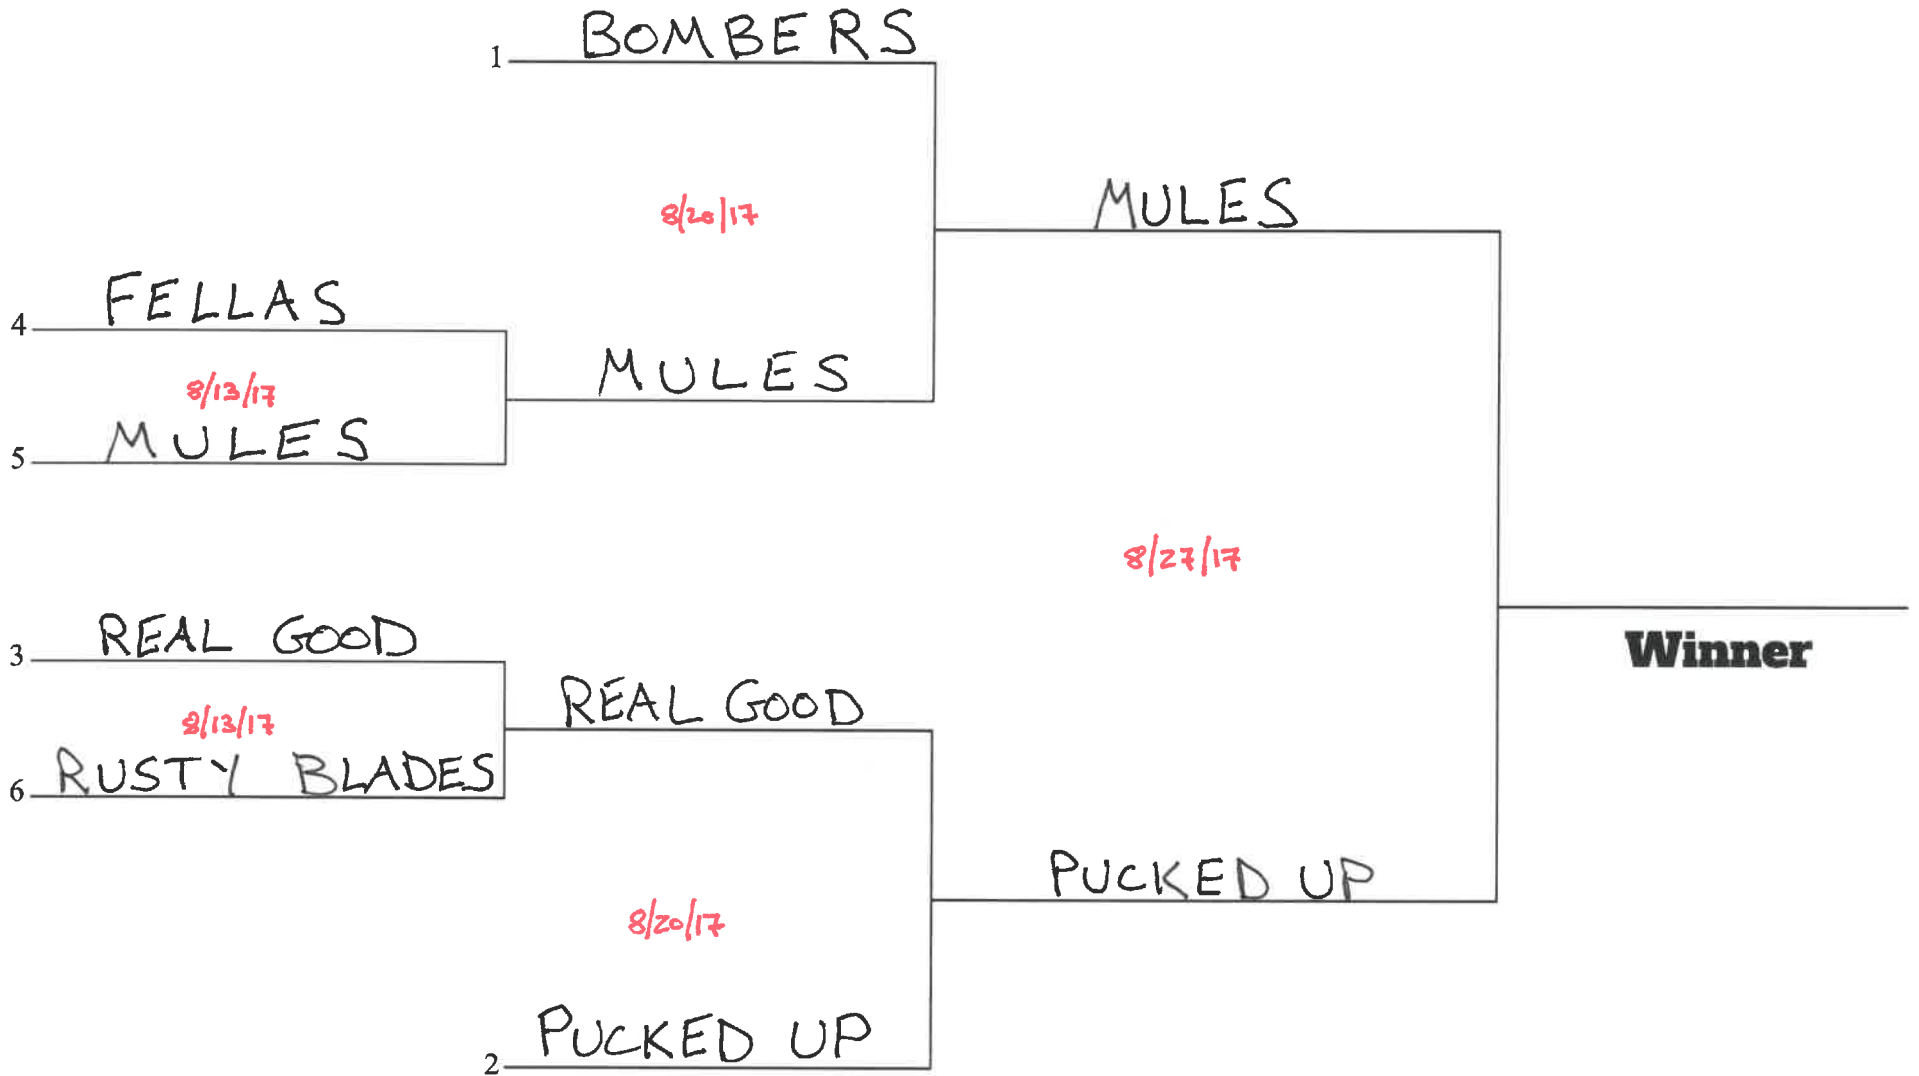 BOMBERS
1
8/20/17
MULES
FELLAS
4
8/13/17
MULES
MULES
5
8/27/17
REAL GOOD
3
Winner
8/13/17
REAL GOOD
RUSTY BLADES
6
PUCKED UP
8/20/17
PUCKED UP
2